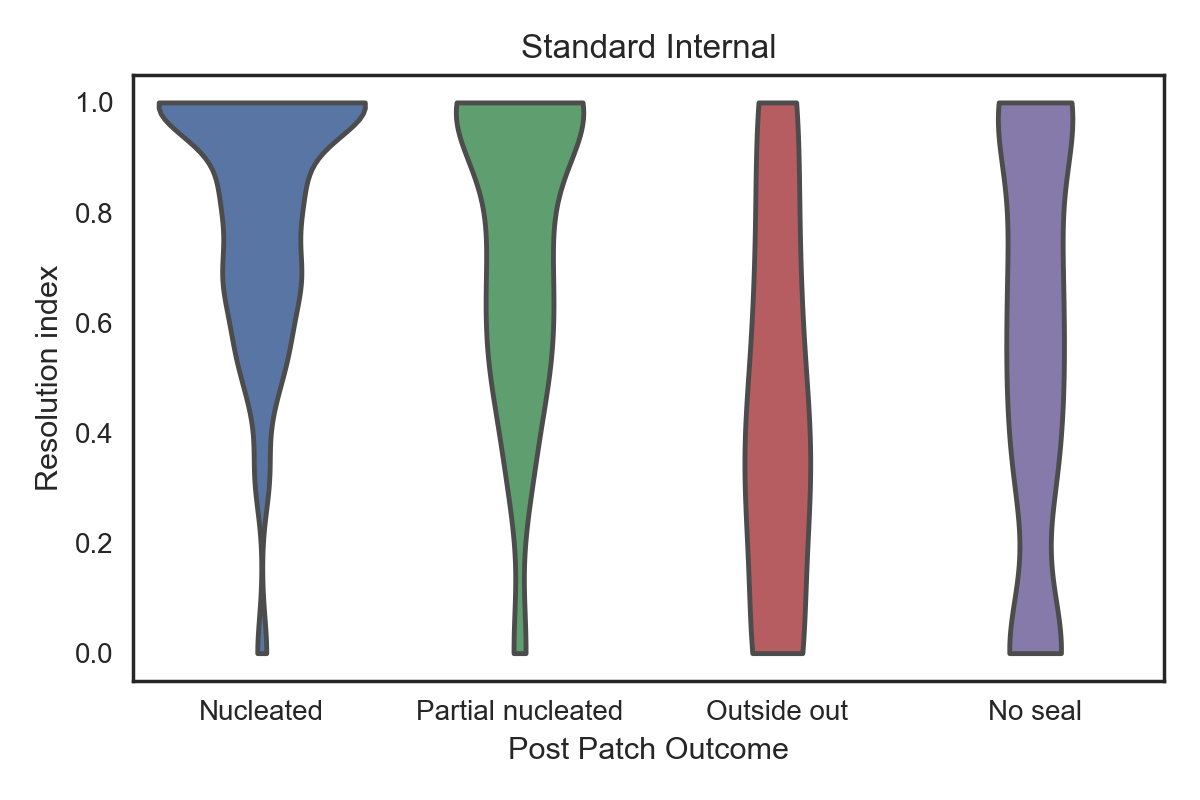 Standard Internal
1.0
0.8
0.6
0.4
0.2
0.0
Resolution index
Nucleated
Partial nucleated
Outside out
No seal
Post Patch Outcome